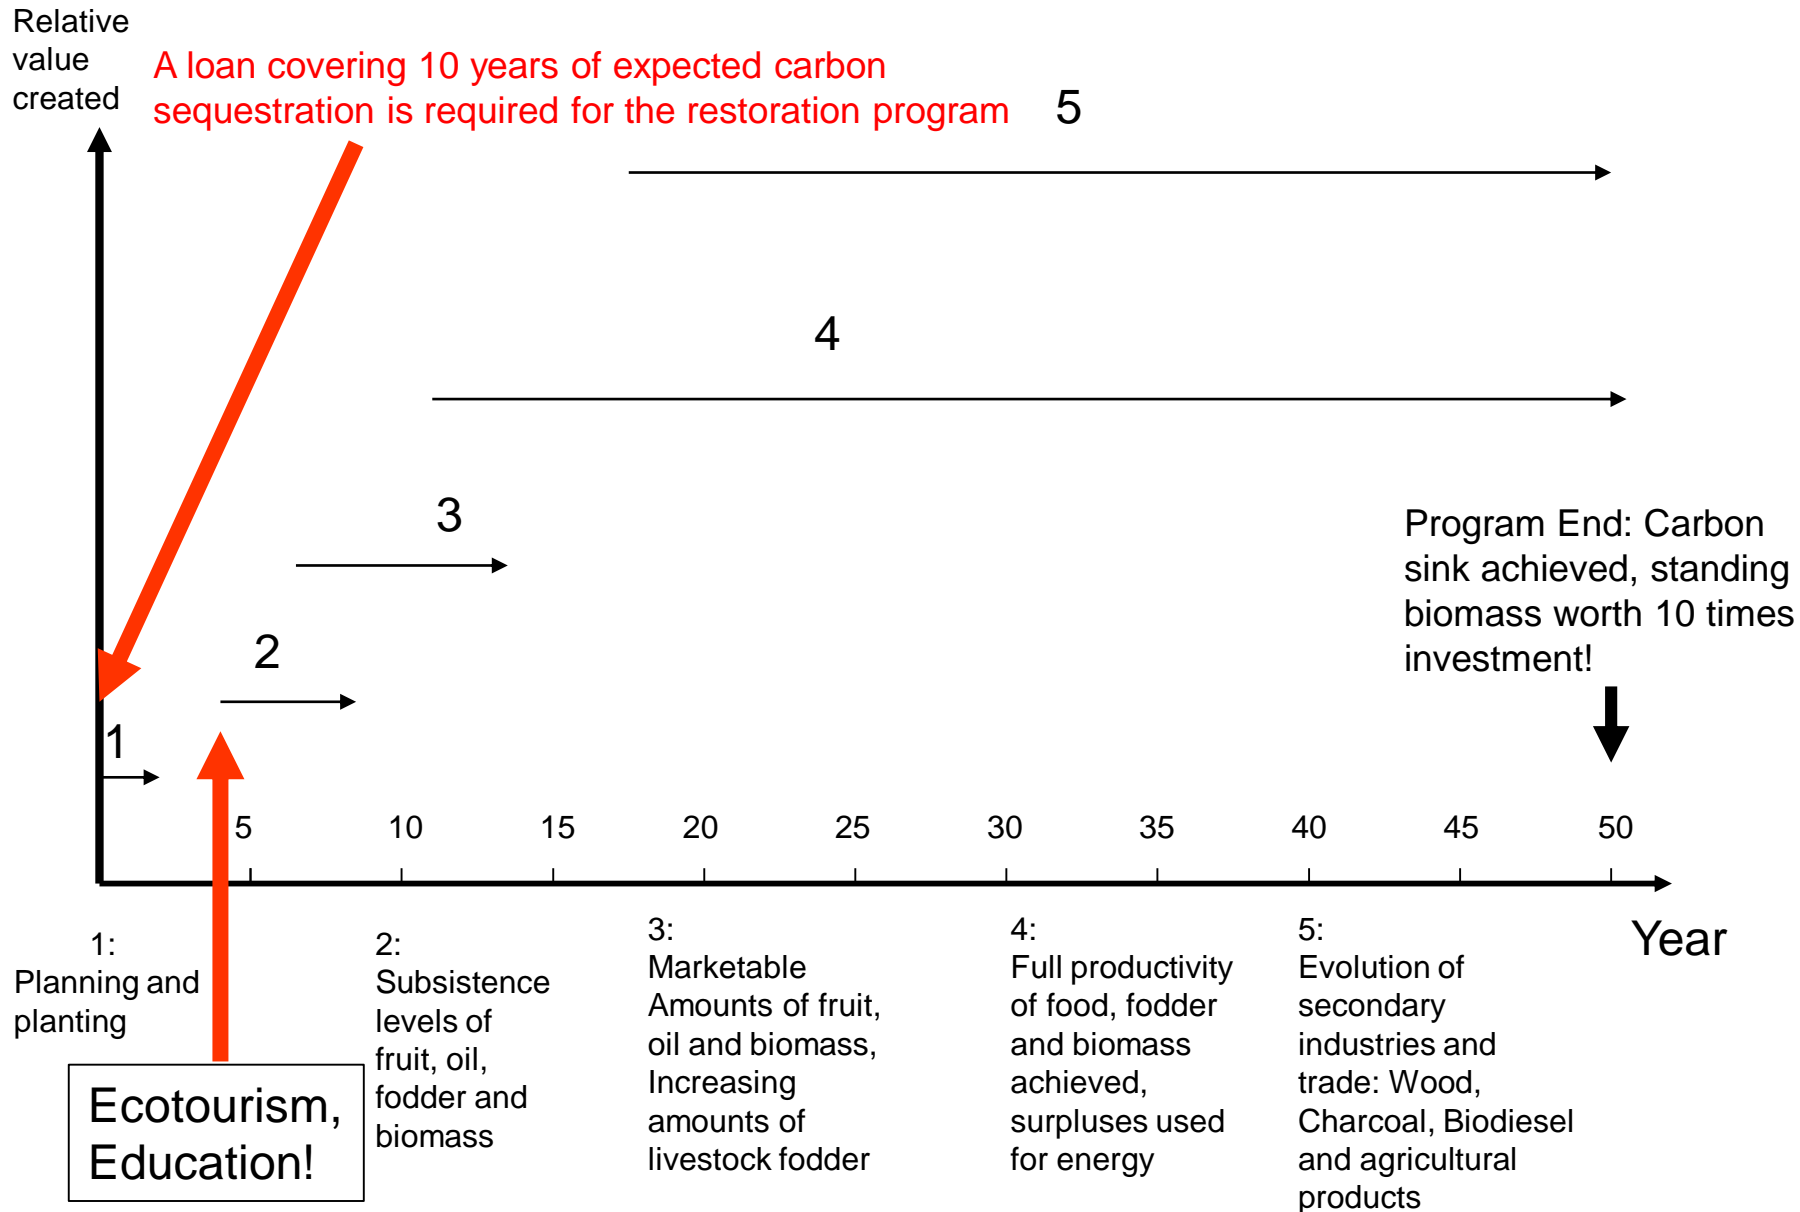 Relative
value
created
A loan covering 10 years of expected carbon
sequestration is required for the restoration program
5
4
3
2
1
Program End: Carbon
sink achieved, standing
biomass worth 10 times
investment!
5 10 15 20 25 30 35 40 45 50
Year
1:
Planning and
planting
2:
Subsistence
levels of
fruit, oil,
fodder and
biomass
3:
Marketable
Amounts of fruit,
oil and biomass,
Increasing
amounts of
livestock fodder
4:
Full productivity
of food, fodder
and biomass
achieved,
surpluses used
for energy
5:
Evolution of
secondary
industries and
trade: Wood,
Charcoal, Biodiesel
and agricultural
products
Ecotourism,
Education!